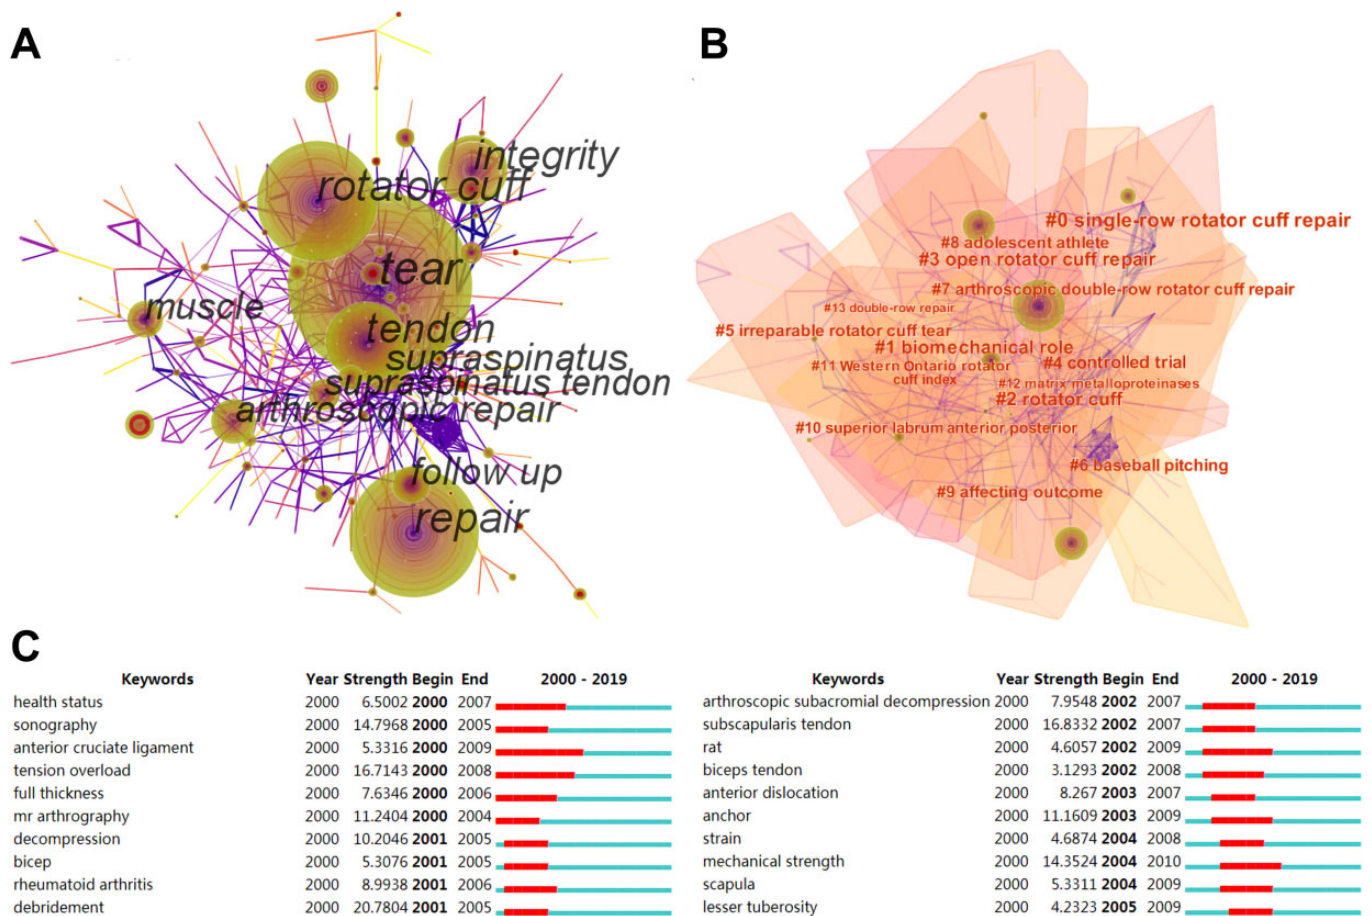 A
integrity
rotator cuff
tear
muscle
tendon
supraspinatus
supraspinatus tendon
arthroscopic repair
follow up
repair
B
#0 single-row rotator cuff repair
#8 adolescent athlete
#3 open rotator cuff repair
#7 arthroscopic double-row rotator cuff repair
#13 double-row repair
#5 irreparable rotator cuff tear
#1 biomechanical role
#4 controlled trial
#11 Western Ontario rotator
cuff index
#12 matrix metalloproteinases
#2 rotator cuff
#10 superior labrum anterior posterior
#6 baseball pitching
#9 affecting outcome
C
Keywords Year Strength Begin End 2000 - 2019
health status 2000 6.5002 2000 2007
sonography 2000 14.7968 2000 2005
anterior cruciate ligament 2000 5.3316 2000 2009
tension overload 2000 16.7143 2000 2008
full thickness 2000 7.6346 2000 2006
mr arthrography 2000 11.2404 2000 2004
decompression 2000 10.2046 2001 2005
bicep 2000 5.3076 2001 2005
rheumatoid arthritis 2000 8.9938 2001 2006
debridement 2000 20.7804 2001 2005
Keywords Year Strength Begin End 2000 - 2019
arthroscopic subacromial decompression 2000 7.9548 2002 2007
subscapularis tendon 2000 16.8332 2002 2007
rat 2000 4.6057 2002 2009
biceps tendon 2000 3.1293 2002 2008
anterior dislocation 2000 8.267 2003 2007
anchor 2000 11.1609 2003 2009
strain 2000 4.6874 2004 2008
mechanical strength 2000 14.3524 2004 2010
scapula 2000 5.3311 2004 2009
lesser tuberosity 2000 4.2323 2005 2009